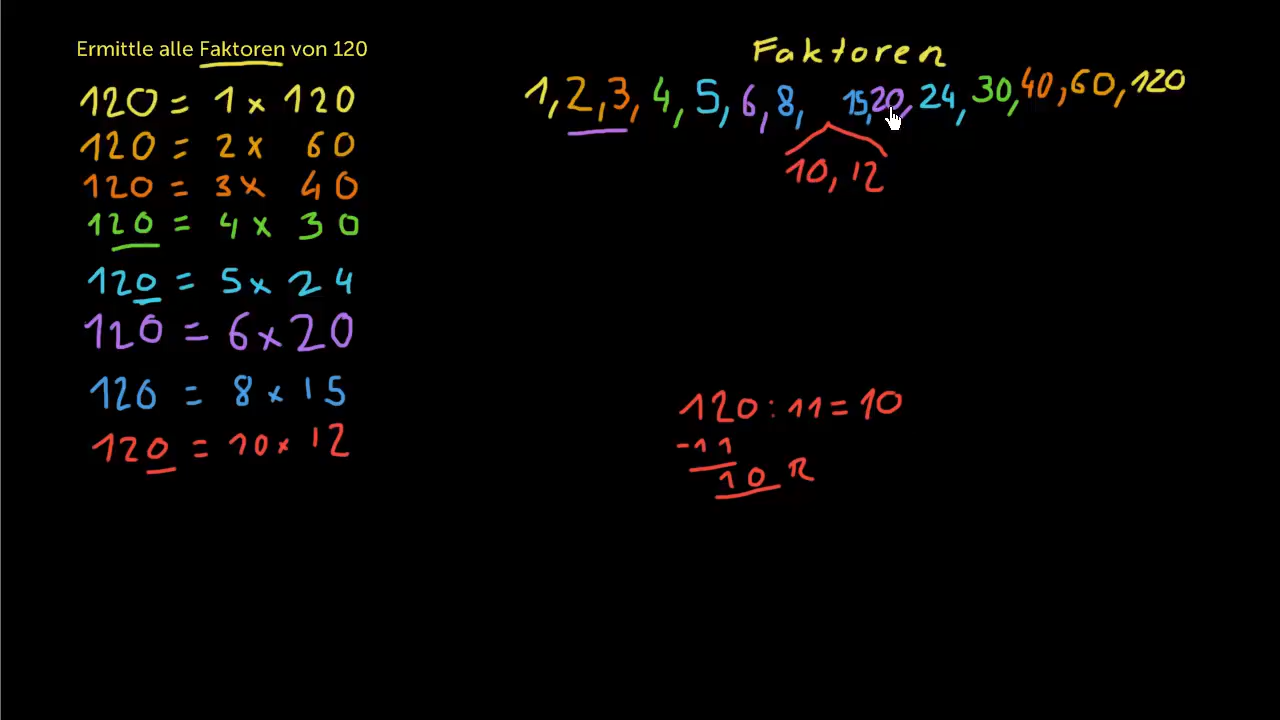 Ermittle alle Faktoren von 120
120 = 1 x 120
120 = 2 x 60
120 = 3 x 40
120 = 4 x 30
120 = 5 x 24
120 = 6 x 20
120 = 8 x 15
120 = 10 x 12
Faktoren
1, 2, 3, 4, 5, 6, 8, 15, 20, 24, 30, 40, 60, 120
10, 12
120 : 11 = 10
-11
10 R